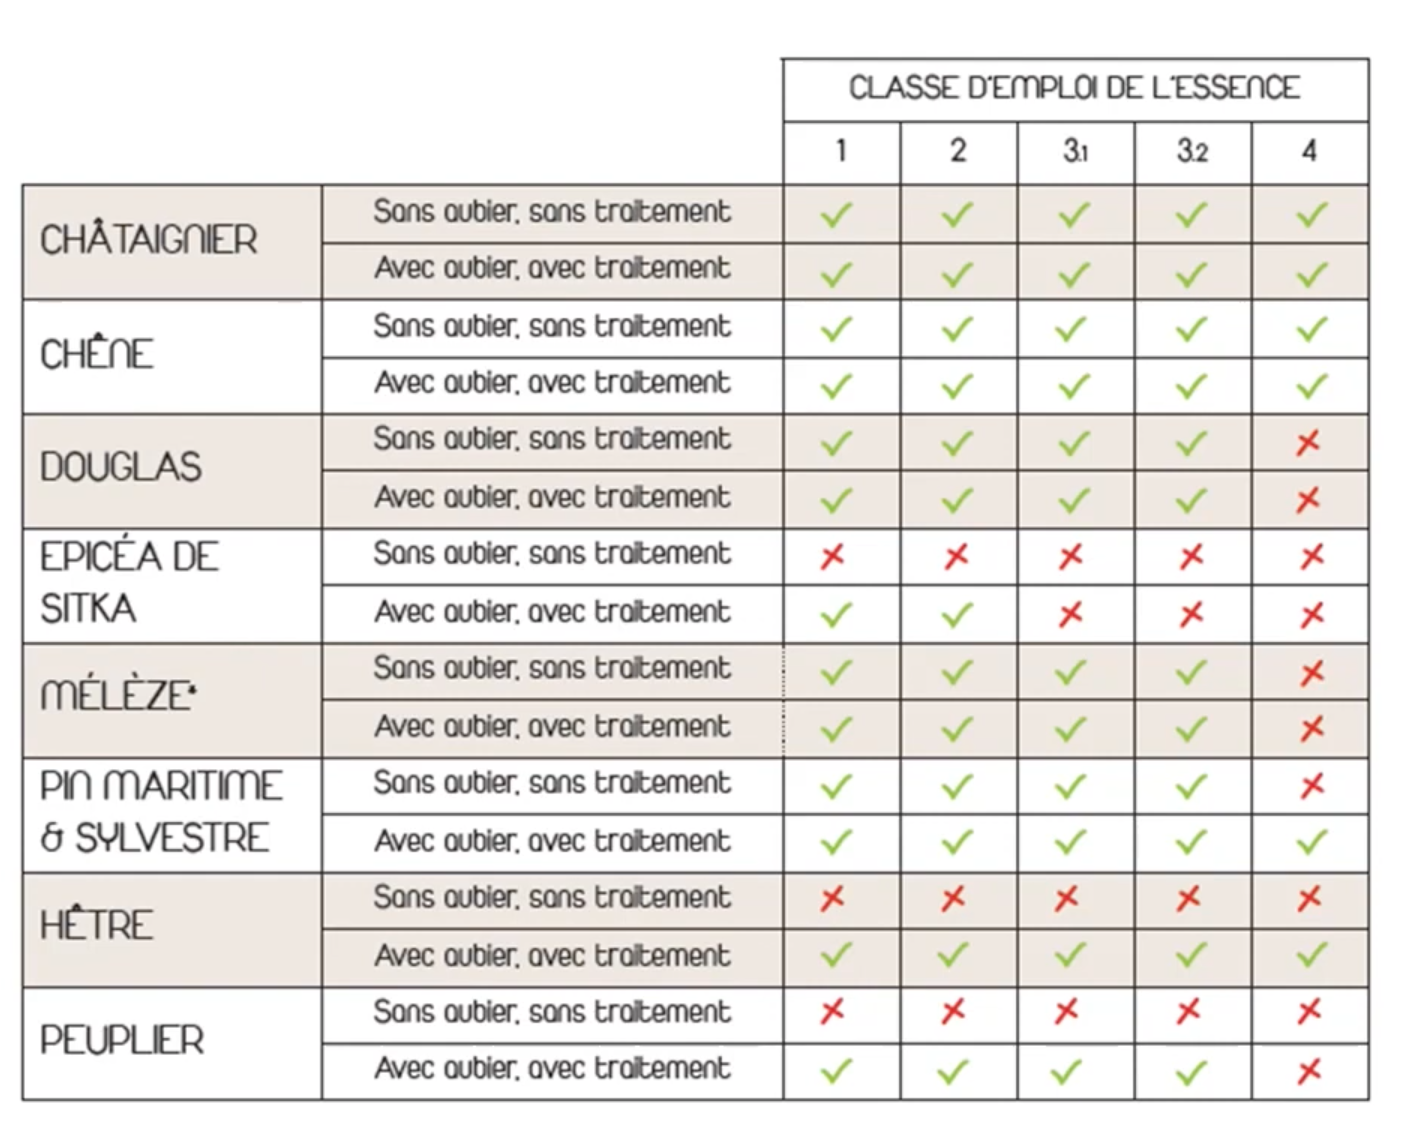 CLASSE D'EMPLOI DE L'ESSENCE
1 2 3.1 3.2 4
CHÂTAIGNIER
Sans aubier, sans traitement
Avec aubier, avec traitement
CHÊNE
Sans aubier, sans traitement
Avec aubier, avec traitement
DOUGLAS
Sans aubier, sans traitement
Avec aubier, avec traitement
EPICÉA DE
SITKA
Sans aubier, sans traitement
Avec aubier, avec traitement
MÉLÈZE*
Sans aubier, sans traitement
Avec aubier, avec traitement
PIN MARITIME
& SYLVESTRE
Sans aubier, sans traitement
Avec aubier, avec traitement
HÊTRE
Sans aubier, sans traitement
Avec aubier, avec traitement
PEUPLIER
Sans aubier, sans traitement
Avec aubier, avec traitement